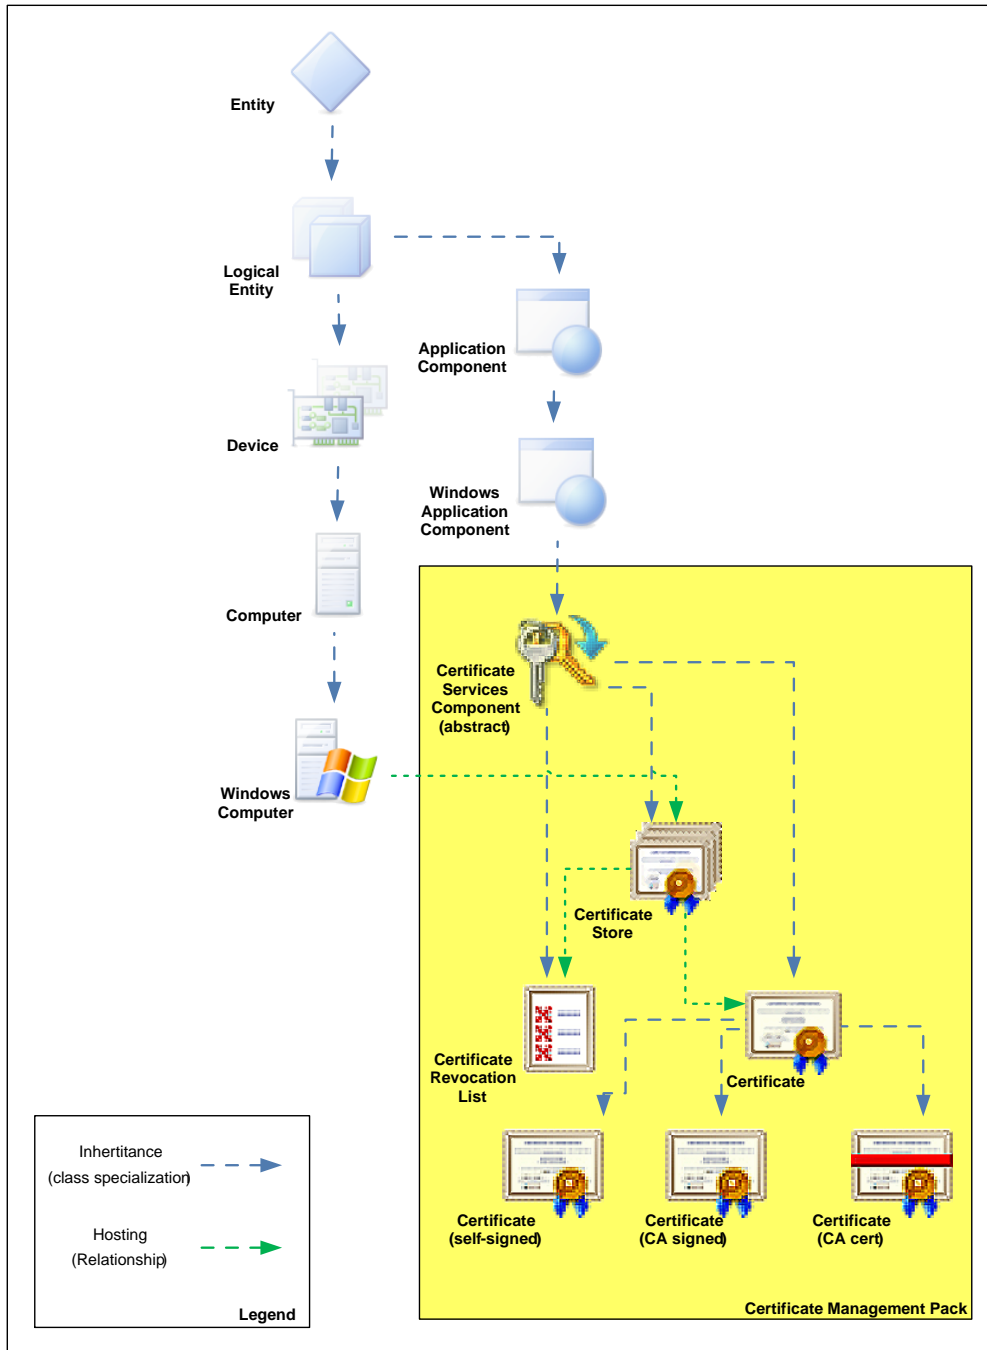 Entity
Logical
Entity
Application
Component
Device
Windows
Application
Component
Computer
Certificate
Services
Component
(abstract)
Windows
Computer
Certificate
Store
Certificate
Revocation
List
Certificate
Certificate
(self-signed)
Certificate
(CA signed)
Certificate
(CA cert)
Certificate Management Pack
Inhertitance
(class specialization)
Hosting
(Relationship)
Legend